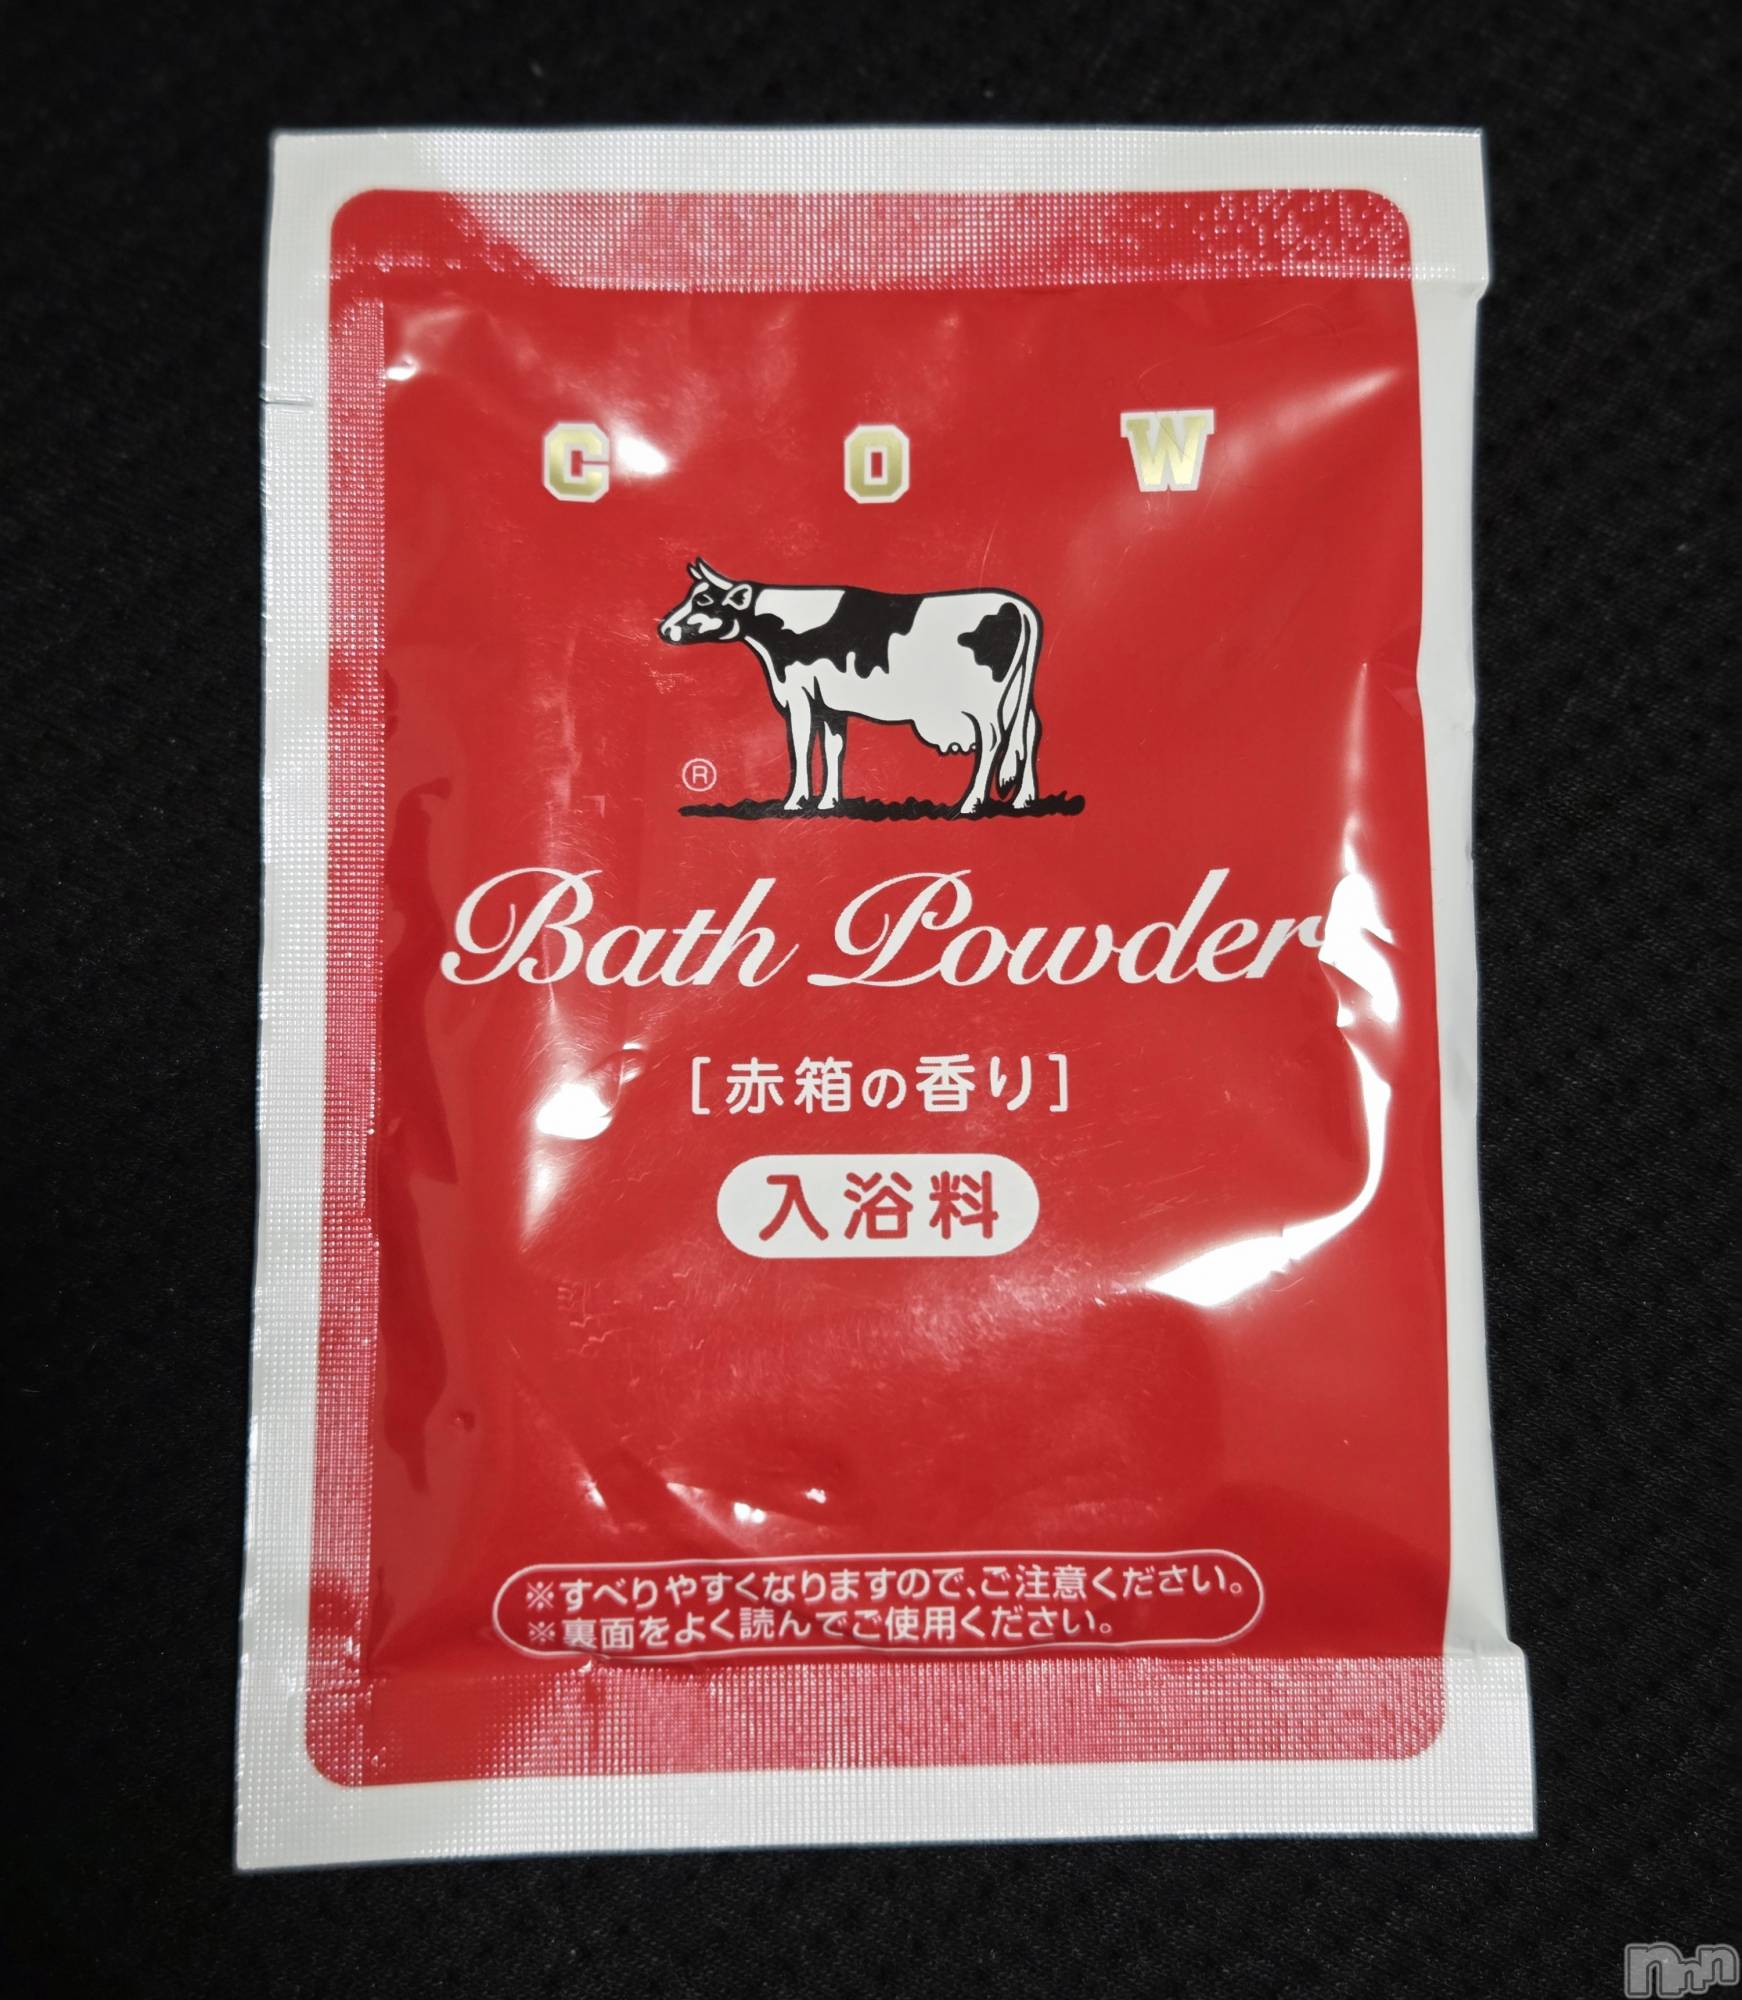 C O W
®
Bath Powder
[赤箱の香り]
入浴料
※すべりやすくなりますので、ご注意ください。
※裏面をよく読んでご使用ください。
nnn